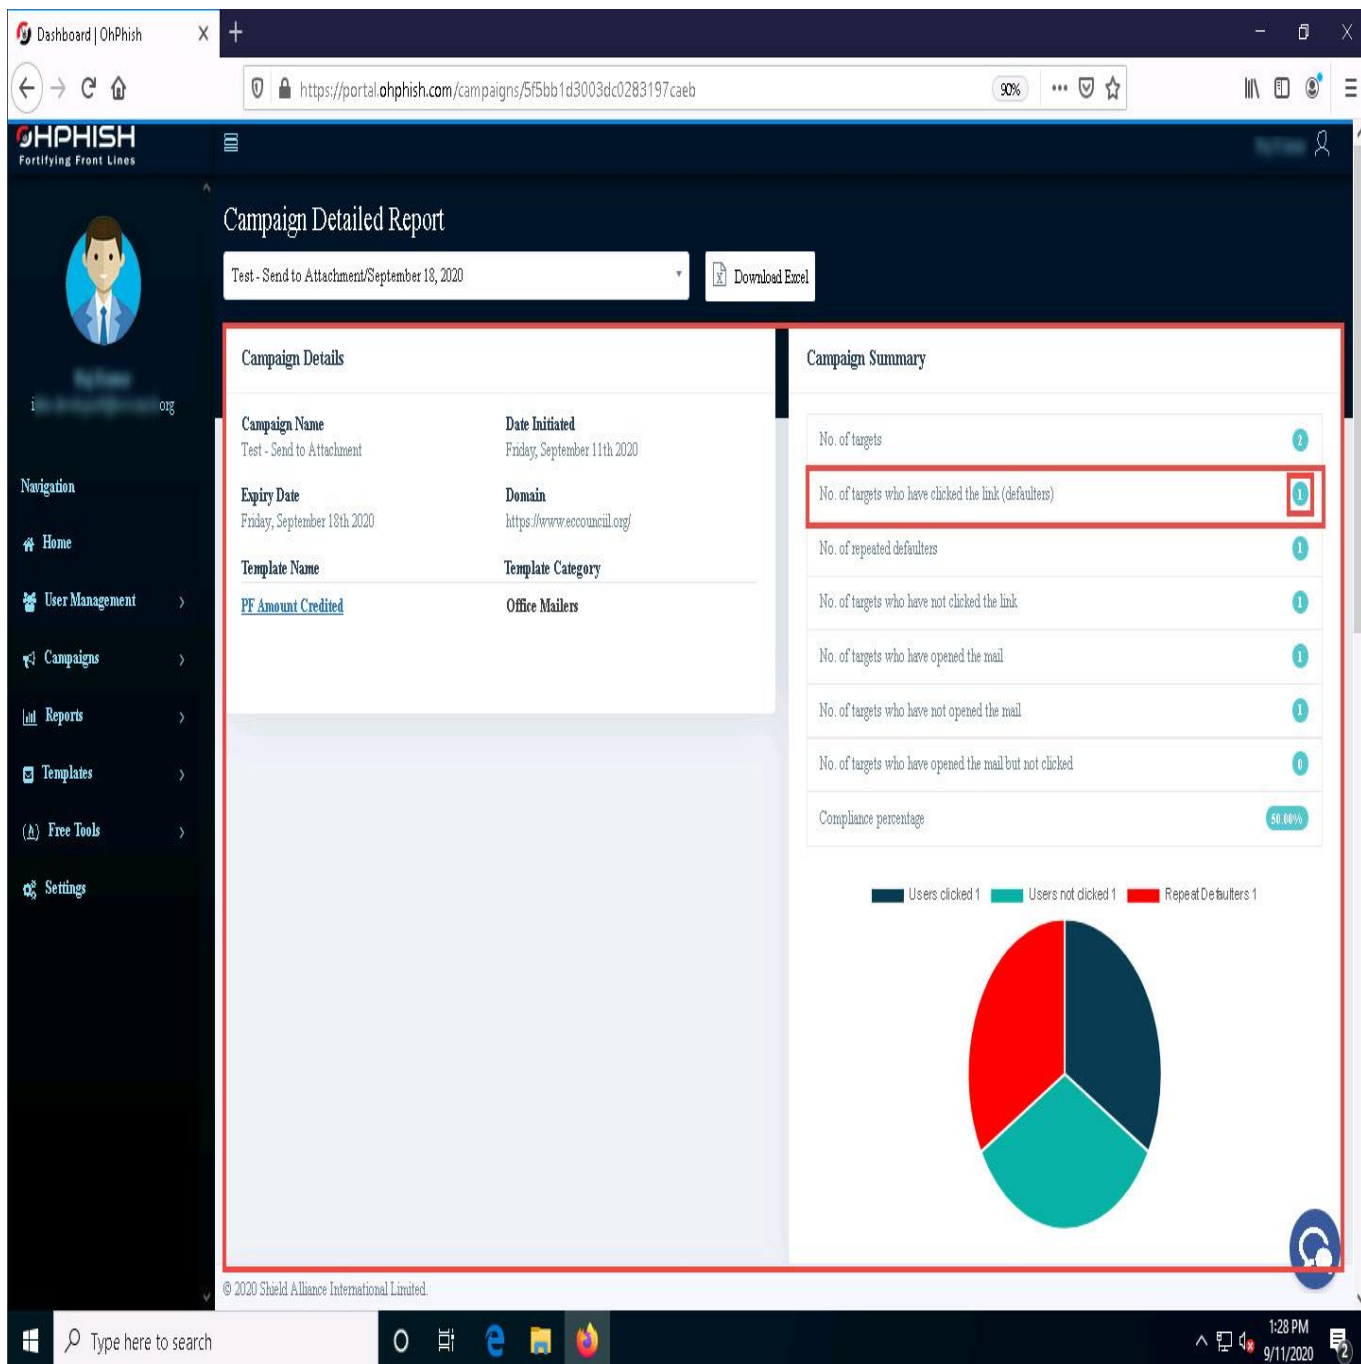 Dashboard | OhPhish
https://portal.ohphish.com/campaigns/5f5bb1d3003dc0283197caeb
90%
OHPHISH
Fortifying Front Lines
org
Navigation
Home
User Management
Campaigns
Reports
Templates
Free Tools
Settings
Campaign Detailed Report
Test - Send to Attachment/September 18, 2020
Download Excel
Campaign Details
Campaign Name
Date Initiated
Test - Send to Attachment
Friday, September 11th 2020
Expiry Date
Domain
Friday, September 18th 2020
https://www.eccounciil.org/
Template Name
Template Category
PF Amount Credited
Office Mailers
Campaign Summary
No. of targets 2
No. of targets who have clicked the link (defaulters) 1
No. of repeated defaulters 1
No. of targets who have not clicked the link 1
No. of targets who have opened the mail 1
No. of targets who have not opened the mail 1
No. of targets who have opened the mail but not clicked 0
Compliance percentage 50.00%
Users clicked 1 Users not clicked 1 Repeat Defaulters 1
© 2020 Shield Alliance International Limited.
Type here to search
1:28 PM
9/11/2020
2